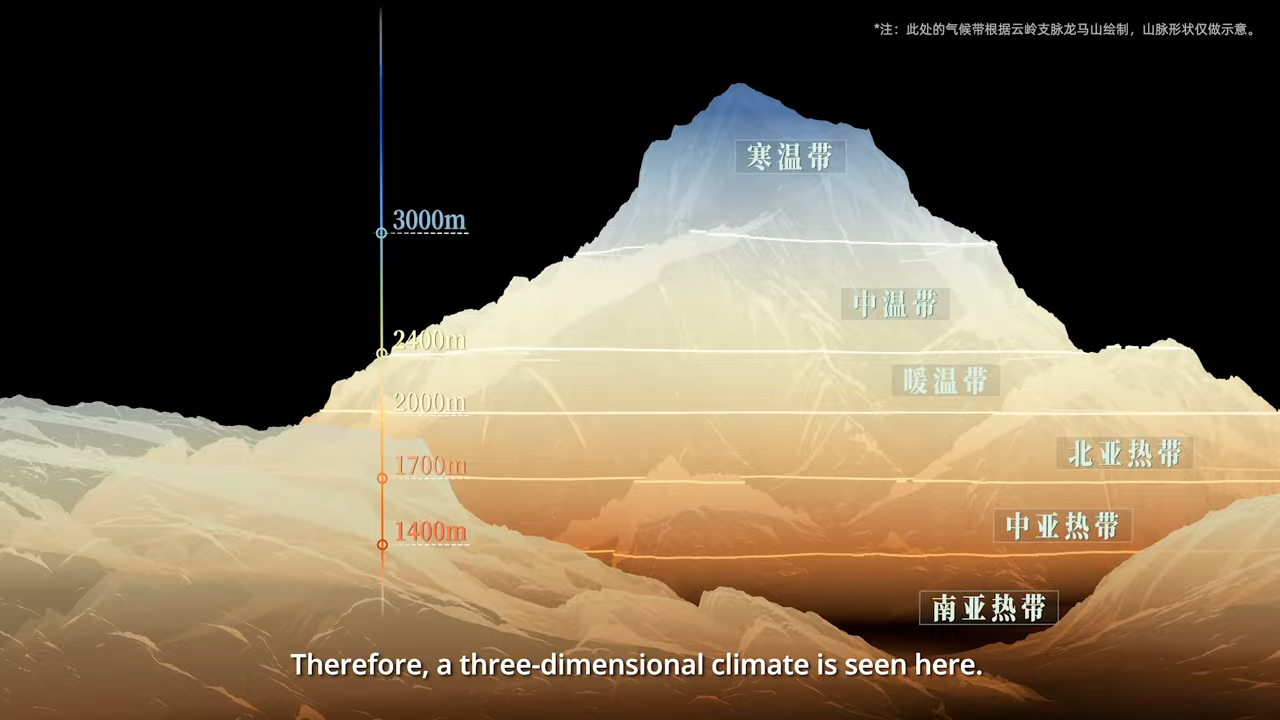 *注：此处的气候带根据云岭支脉龙马山绘制，山脉形状仅做示意。
寒温带
3000m
中温带
2400m
暖温带
2000m
北亚热带
1700m
中亚热带
1400m
南亚热带
Therefore, a three-dimensional climate is seen here.